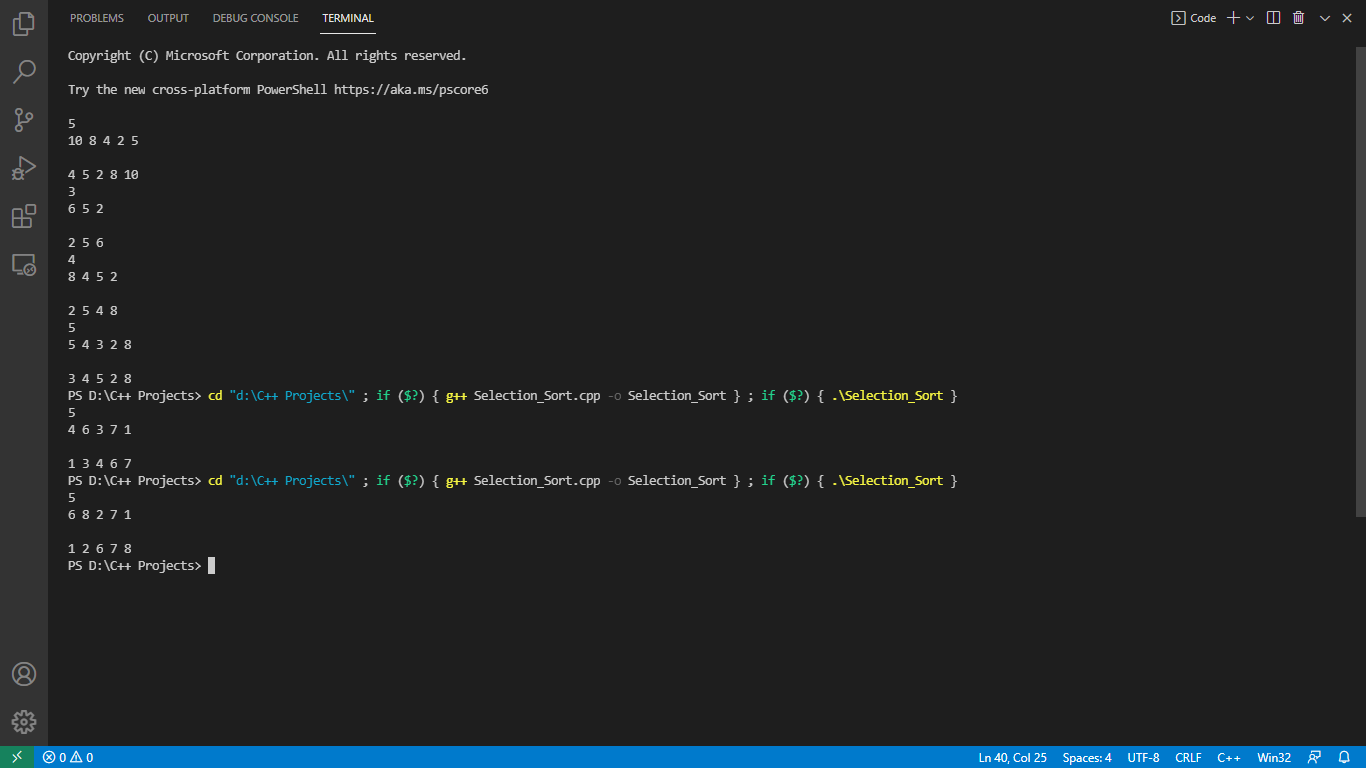 PROBLEMS OUTPUT DEBUG CONSOLE TERMINAL Code
Copyright (C) Microsoft Corporation. All rights reserved.
Try the new cross-platform PowerShell https://aka.ms/pscore6
5
10 8 4 2 5
4 5 2 8 10
3
6 5 2
2 5 6
4
8 4 5 2
2 5 4 8
5
5 4 3 2 8
3 4 5 2 8
PS D:\C++ Projects> cd "d:\C++ Projects\" ; if ($?) { g++ Selection_Sort.cpp -o Selection_Sort } ; if ($?) { .\Selection_Sort }
5
4 6 3 7 1
1 3 4 6 7
PS D:\C++ Projects> cd "d:\C++ Projects\" ; if ($?) { g++ Selection_Sort.cpp -o Selection_Sort } ; if ($?) { .\Selection_Sort }
5
6 8 2 7 1
1 2 6 7 8
PS D:\C++ Projects>
0 0 Ln 40, Col 25 Spaces: 4 UTF-8 CRLF C++ Win32